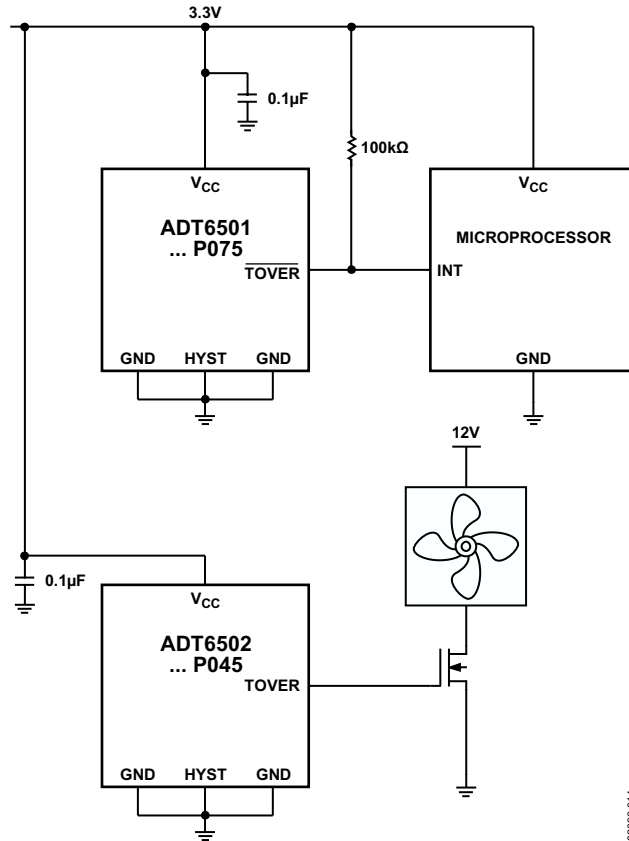 3.3V
0.1µF
100kΩ
VCC
ADT6501
... P075
TOVER
GND HYST GND
VCC
MICROPROCESSOR
INT
GND
12V
0.1µF
VCC
ADT6502
... P045
TOVER
GND HYST GND